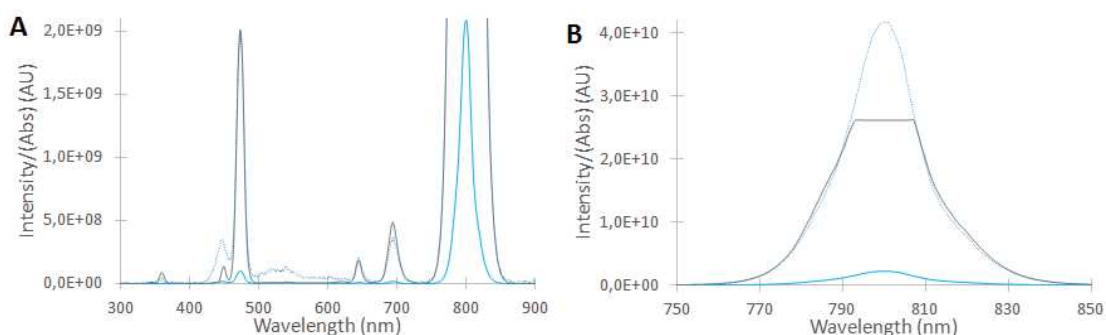 A
Intensity/(Abs) (AU)
2,0E+09
1,5E+09
1,0E+09
5,0E+08
0,0E+00
300
400
500
600
700
800
900
Wavelength (nm)
B
Intensity/(Abs) (AU)
4,0E+10
3,0E+10
2,0E+10
1,0E+10
0,0E+00
750
770
790
810
830
850
Wavelength (nm)